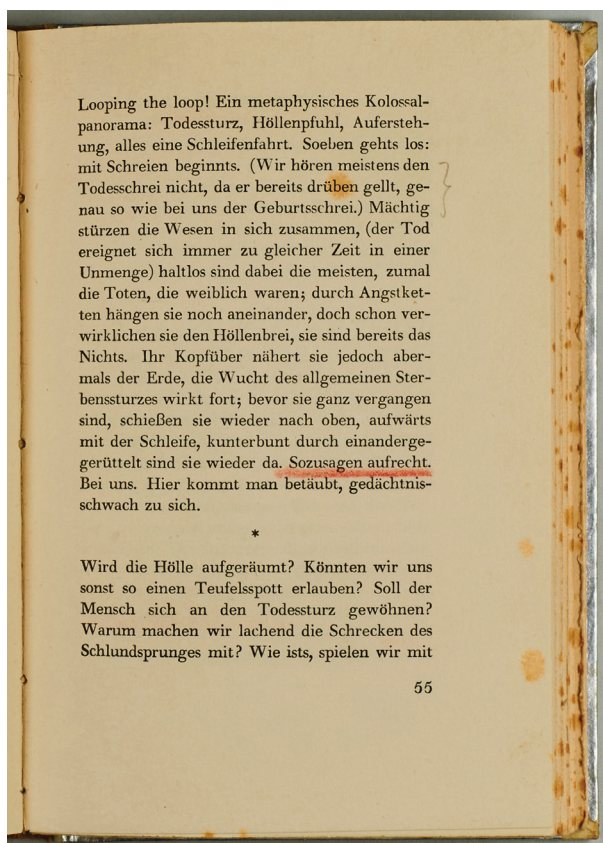 Looping the loop! Ein metaphysisches Kolossal-
panorama: Todessturz, Höllenpfuhl, Aufersteh-
ung, alles eine Schleifenfahrt. Soeben gehts los:
mit Schreien beginnts. (Wir hören meistens den
Todesschrei nicht, da er bereits drüben gellt, ge-
nau so wie bei uns der Geburtsschrei.) Mächtig
stürzen die Wesen in sich zusammen, (der Tod
ereignet sich immer zu gleicher Zeit in einer
Unmenge) haltlos sind dabei die meisten, zumal
die Toten, die weiblich waren; durch Angstket-
ten hängen sie noch aneinander, doch schon ver-
wirklichen sie den Höllenbrei, sie sind bereits das
Nichts. Ihr Kopfüber nähert sie jedoch aber-
mals der Erde, die Wucht des allgemeinen Ster-
benssturzes wirkt fort; bevor sie ganz vergangen
sind, schießen sie wieder nach oben, aufwärts
mit der Schleife, kunterbunt durch einanderge-
gerüttelt sind sie wieder da. Sozusagen aufrecht.
Bei uns. Hier kommt man betäubt, gedächtnis-
schwach zu sich.
*
Wird die Hölle aufgeräumt? Könnten wir uns
sonst so einen Teufelsspott erlauben? Soll der
Mensch sich an den Todessturz gewöhnen?
Warum machen wir lachend die Schrecken des
Schlundsprunges mit? Wie ists, spielen wir mit
55